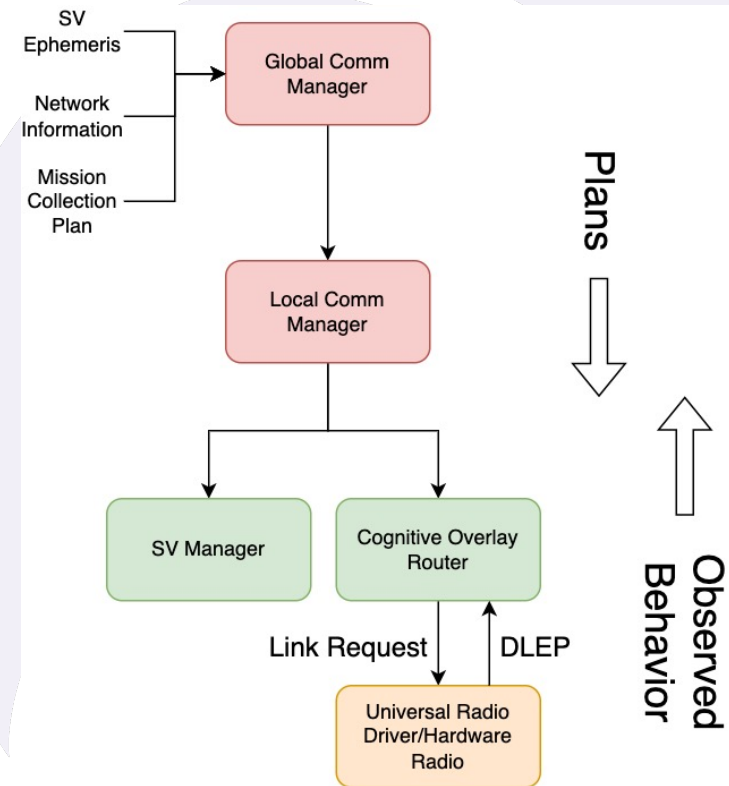 SV
Ephemeris
Network
Information
Mission
Collection
Plan
Global Comm
Manager
Local Comm
Manager
SV Manager
Cognitive Overlay
Router
Link Request
DLEP
Universal Radio
Driver/Hardware
Radio
Plans
Observed
Behavior